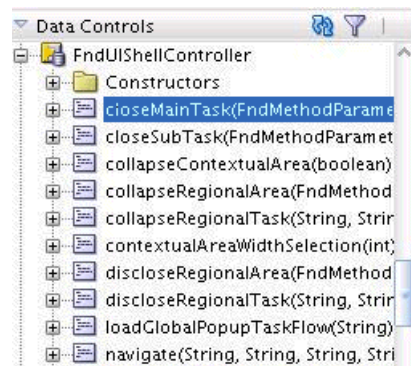 Data Controls
FndUIShellController
Constructors
closeMainTask(FndMethodParame
closeSubTask(FndMethodParamet
collapseContextualArea(boolean)
collapseRegionalArea(FndMethod
collapseRegionalTask(String, Strir
contextualAreaWidthSelection(int)
discloseRegionalArea(FndMethod
discloseRegionalTask(String, Strir
loadGlobalPopupTaskFlow(String)
navigate(String, String, String, Stri